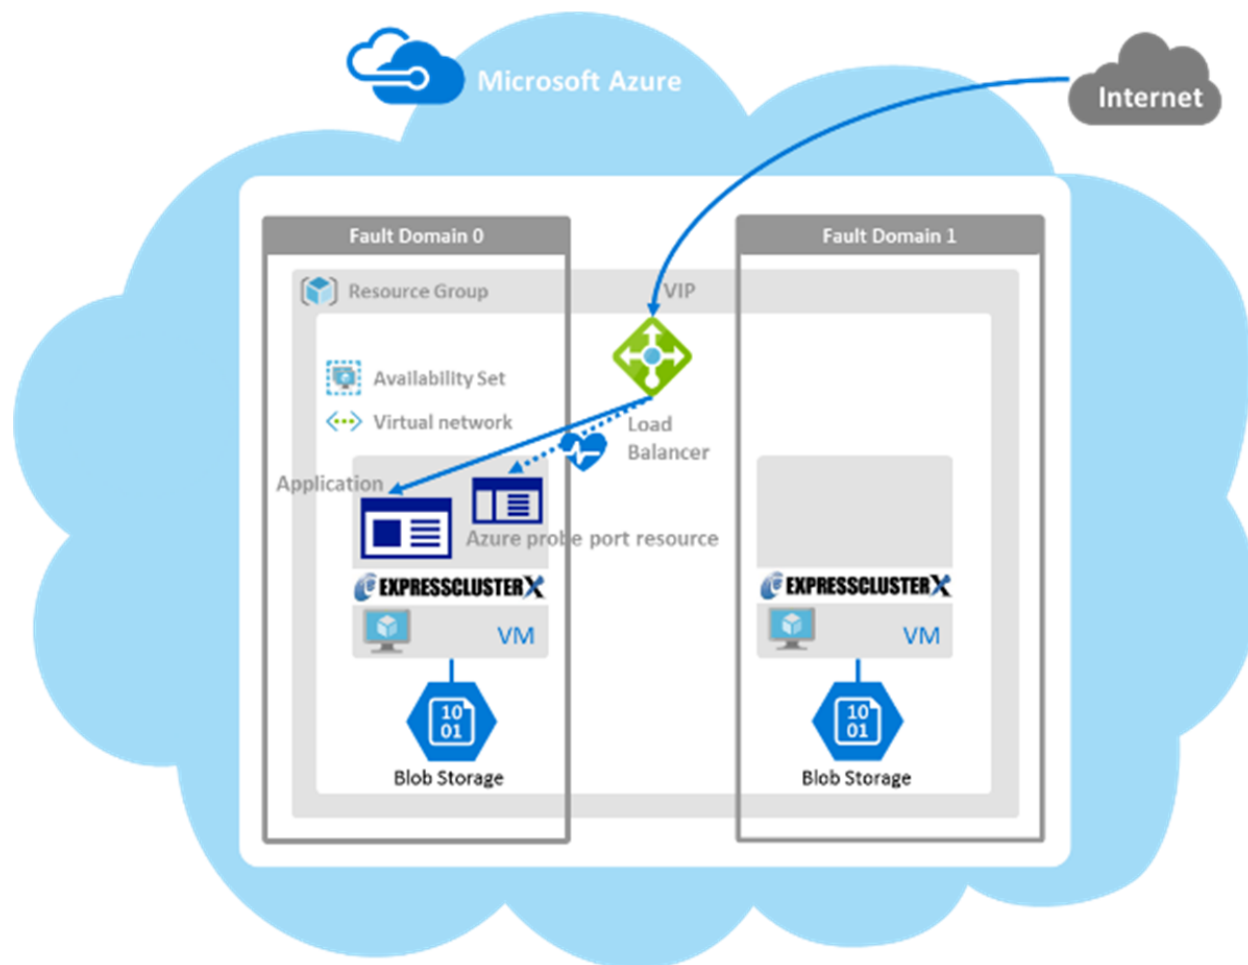 Microsoft Azure
Internet
Fault Domain 0
Fault Domain 1
Resource Group
VIP
Availability Set
Virtual network
Load
Balancer
Application
Azure probe port resource
EXPRESSCLUSTER X
EXPRESSCLUSTER X
VM
VM
10
01
10
01
Blob Storage
Blob Storage